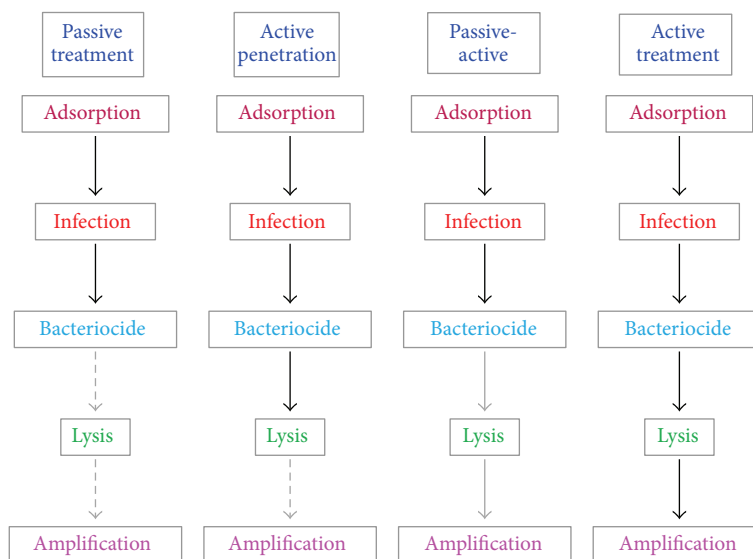 Passive
treatment
Active
penetration
Passive-
active
Active
treatment
Adsorption
Adsorption
Adsorption
Adsorption
Infection
Infection
Infection
Infection
Bacteriocide
Bacteriocide
Bacteriocide
Bacteriocide
Lysis
Lysis
Lysis
Lysis
Amplification
Amplification
Amplification
Amplification